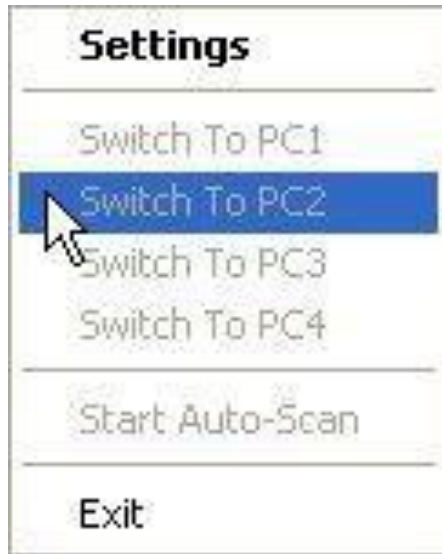 Settings
Switch To PC1
Switch To PC2
Switch To PC3
Switch To PC4
Start Auto-Scan
Exit